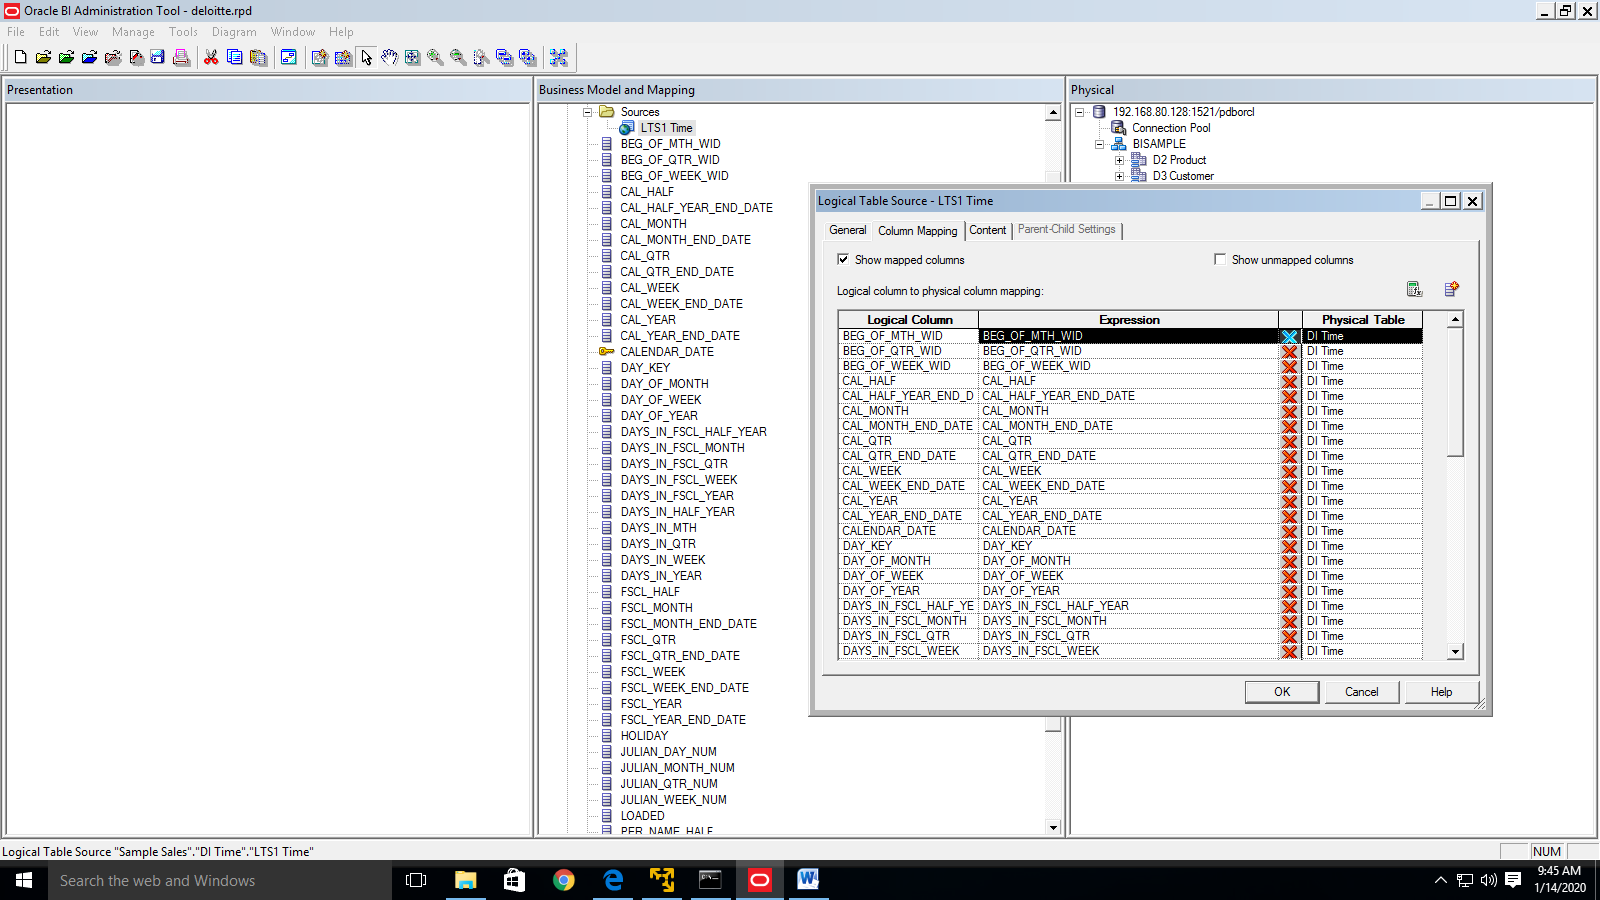 Oracle BI Administration Tool - deloitte.rpd
File Edit View Manage Tools Diagram Window Help
Presentation
Business Model and Mapping
Sources
LTS1 Time
BEG_OF_MTH_WID
BEG_OF_QTR_WID
BEG_OF_WEEK_WID
CAL_HALF
CAL_HALF_YEAR_END_DATE
CAL_MONTH
CAL_MONTH_END_DATE
CAL_QTR
CAL_QTR_END_DATE
CAL_WEEK
CAL_WEEK_END_DATE
CAL_YEAR
CAL_YEAR_END_DATE
CALENDAR_DATE
DAY_KEY
DAY_OF_MONTH
DAY_OF_WEEK
DAY_OF_YEAR
DAYS_IN_FSCL_HALF_YEAR
DAYS_IN_FSCL_MONTH
DAYS_IN_FSCL_QTR
DAYS_IN_FSCL_WEEK
DAYS_IN_FSCL_YEAR
DAYS_IN_HALF_YEAR
DAYS_IN_MTH
DAYS_IN_QTR
DAYS_IN_WEEK
DAYS_IN_YEAR
FSCL_HALF
FSCL_MONTH
FSCL_MONTH_END_DATE
FSCL_QTR
FSCL_QTR_END_DATE
FSCL_WEEK
FSCL_WEEK_END_DATE
FSCL_YEAR
FSCL_YEAR_END_DATE
HOLIDAY
JULIAN_DAY_NUM
JULIAN_MONTH_NUM
JULIAN_QTR_NUM
JULIAN_WEEK_NUM
LOADED
PER_NAME_HALF
Physical
192.168.80.128:1521/pdborcl
Connection Pool
BISAMPLE
D2 Product
D3 Customer
Logical Table Source - LTS1 Time
General Column Mapping Content Parent-Child Settings
Show mapped columns Show unmapped columns
Logical column to physical column mapping:
Logical Column Expression Physical Table
BEG_OF_MTH_WID BEG_OF_MTH_WID DI Time
BEG_OF_QTR_WID BEG_OF_QTR_WID DI Time
BEG_OF_WEEK_WID BEG_OF_WEEK_WID DI Time
CAL_HALF CAL_HALF DI Time
CAL_HALF_YEAR_END_D CAL_HALF_YEAR_END_DATE DI Time
CAL_MONTH CAL_MONTH DI Time
CAL_MONTH_END_DATE CAL_MONTH_END_DATE DI Time
CAL_QTR CAL_QTR DI Time
CAL_QTR_END_DATE CAL_QTR_END_DATE DI Time
CAL_WEEK CAL_WEEK DI Time
CAL_WEEK_END_DATE CAL_WEEK_END_DATE DI Time
CAL_YEAR CAL_YEAR DI Time
CAL_YEAR_END_DATE CAL_YEAR_END_DATE DI Time
CALENDAR_DATE CALENDAR_DATE DI Time
DAY_KEY DAY_KEY DI Time
DAY_OF_MONTH DAY_OF_MONTH DI Time
DAY_OF_WEEK DAY_OF_WEEK DI Time
DAY_OF_YEAR DAY_OF_YEAR DI Time
DAYS_IN_FSCL_HALF_YE DAYS_IN_FSCL_HALF_YEAR DI Time
DAYS_IN_FSCL_MONTH DAYS_IN_FSCL_MONTH DI Time
DAYS_IN_FSCL_QTR DAYS_IN_FSCL_QTR DI Time
DAYS_IN_FSCL_WEEK DAYS_IN_FSCL_WEEK DI Time
OK Cancel Help
Logical Table Source "Sample Sales"."DI Time"."LTS1 Time"
NUM
Search the web and Windows
9:45 AM
1/14/2020